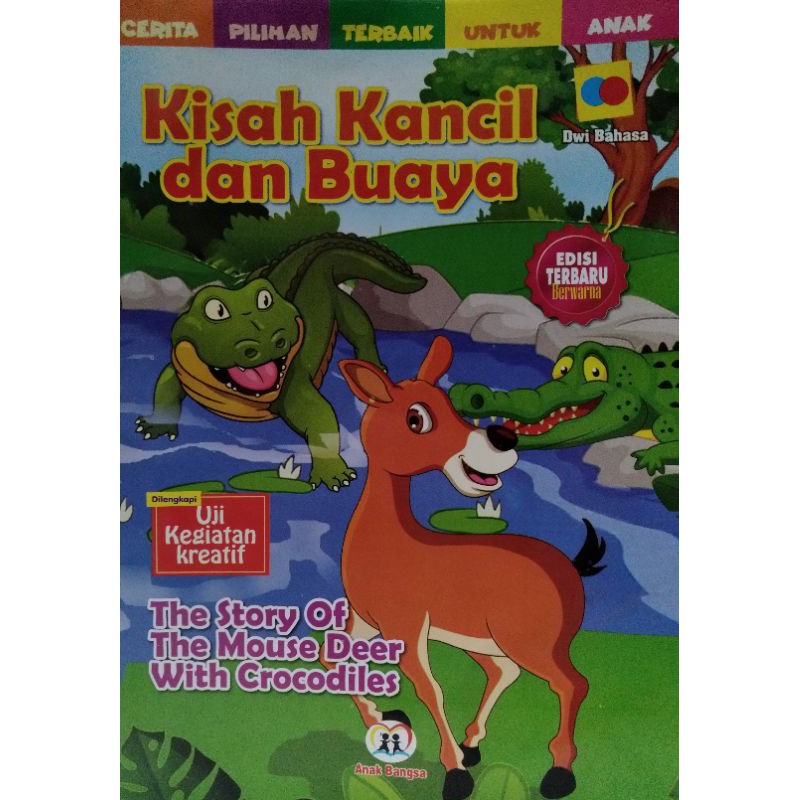 CERITA PILIHAN TERBAIK UNTUK ANAK
Kisah Kancil
dan Buaya
Dwi Bahasa
EDISI
TERBARU
Berwarna
Dilengkapi
Uji
Kegiatan
kreatif
The Story Of
The Mouse Deer
With Crocodiles
Anak Bangsa